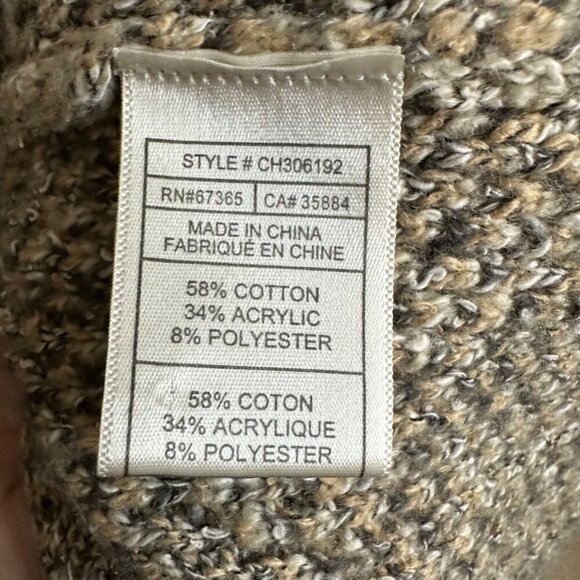 STYLE # CH306192
RN#67365 CA# 35884
MADE IN CHINA
FABRIQUÉ EN CHINE
58% COTTON
34% ACRYLIC
8% POLYESTER
58% COTON
34% ACRYLIQUE
8% POLYESTER